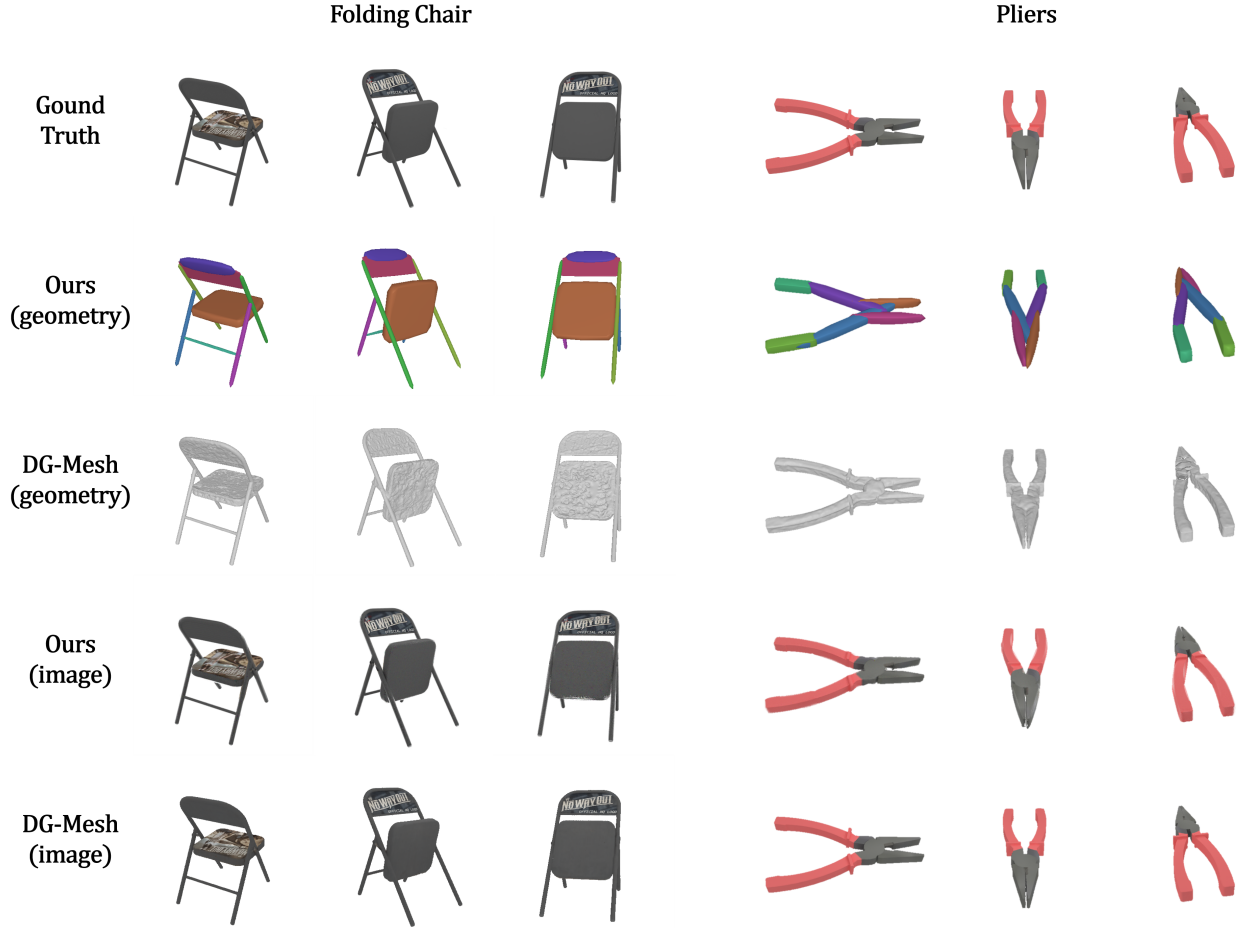 Folding Chair
Pliers
Gound
Truth
NO WAY OUT
NO WAY OUT
Ours
(geometry)
DG-Mesh
(geometry)
Ours
(image)
NO WAY OUT
NO WAY OUT
DG-Mesh
(image)
NO WAY OUT
NO WAY OUT